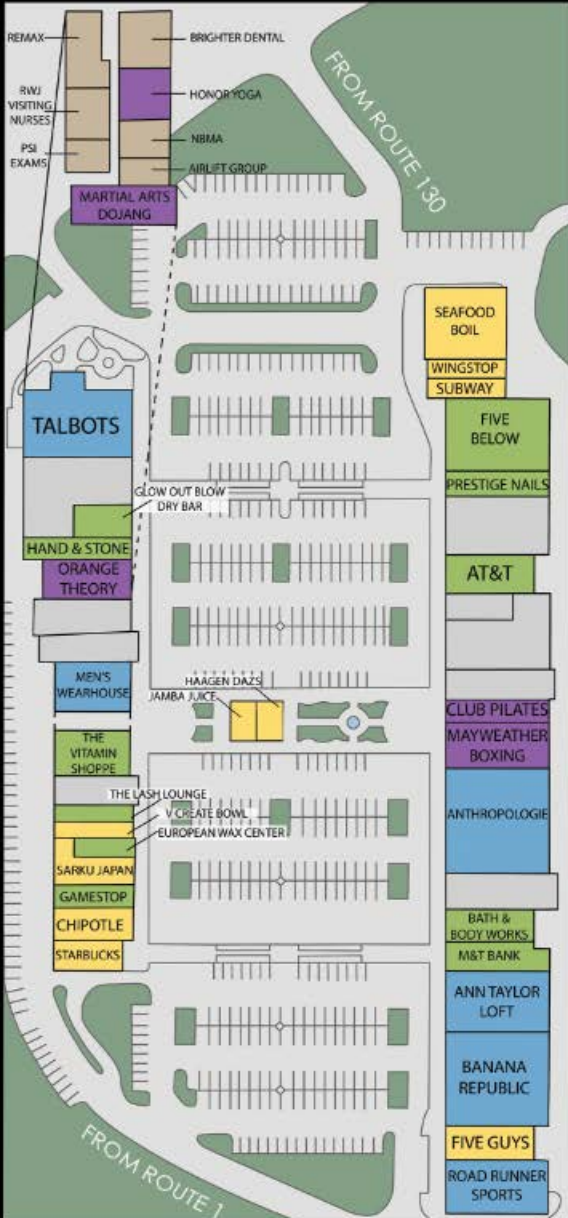 REMAX
RWJ
VISITING
NURSES
PSI
EXAMS
BRIGHTER DENTAL
HONOR YOGA
NBMA
AIRLIFT GROUP
MARTIAL ARTS
DOJANG
FROM ROUTE 130
TALBOTS
GLOW OUT BLOW
DRY BAR
HAND & STONE
ORANGE
THEORY
MEN'S
WEARHOUSE
THE
VITAMIN
SHOPPE
THE LASH LOUNGE
V CREATE BOWL
EUROPEAN WAX CENTER
SARKU JAPAN
GAMESTOP
CHIPOTLE
STARBUCKS
HAAGEN DAZS
JAMBA JUICE
SEAFOOD
BOIL
WINGSTOP
SUBWAY
FIVE
BELOW
PRESTIGE NAILS
AT&T
CLUB PILATES
MAYWEATHER
BOXING
ANTHROPOLOGIE
BATH &
BODY WORKS
M&T BANK
ANN TAYLOR
LOFT
BANANA
REPUBLIC
FIVE GUYS
ROAD RUNNER
SPORTS
FROM ROUTE 1